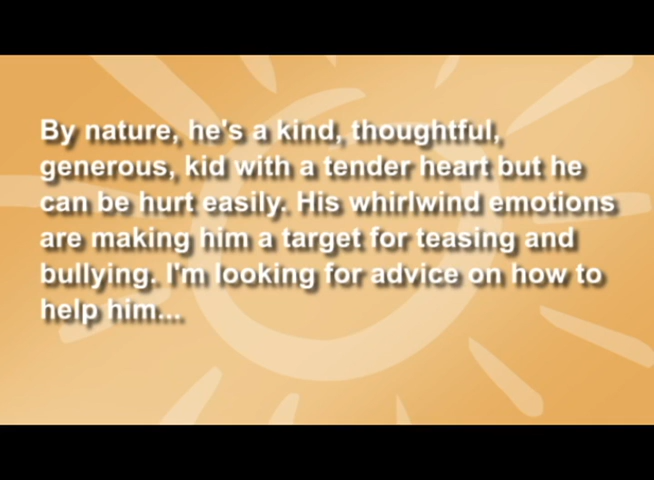 By nature, he's a kind, thoughtful,
generous, kid with a tender heart but he
can be hurt easily. His whirlwind emotions
are making him a target for teasing and
bullying. I'm looking for advice on how to
help him...